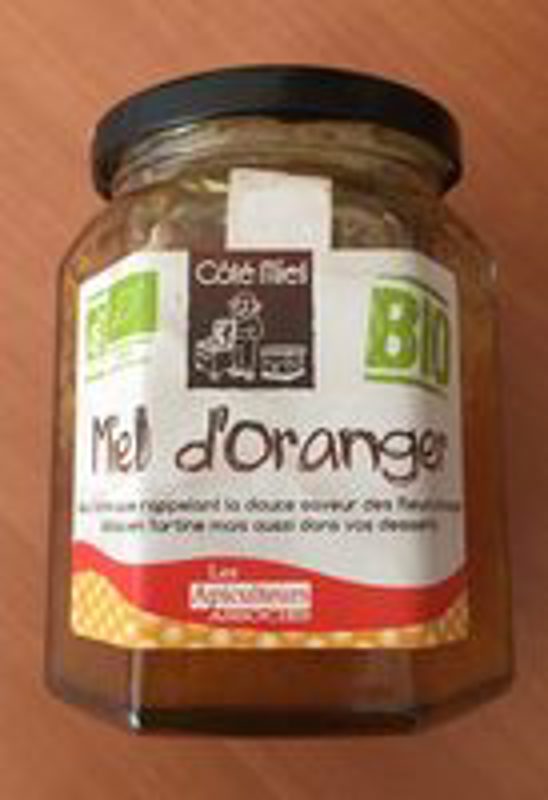 Côté Miel
BIO
Miel d'Oranger
rappelant la douce saveur des
tartine mais aussi dans vos desserts
Les
Apiculteurs
ASSOCIÉS